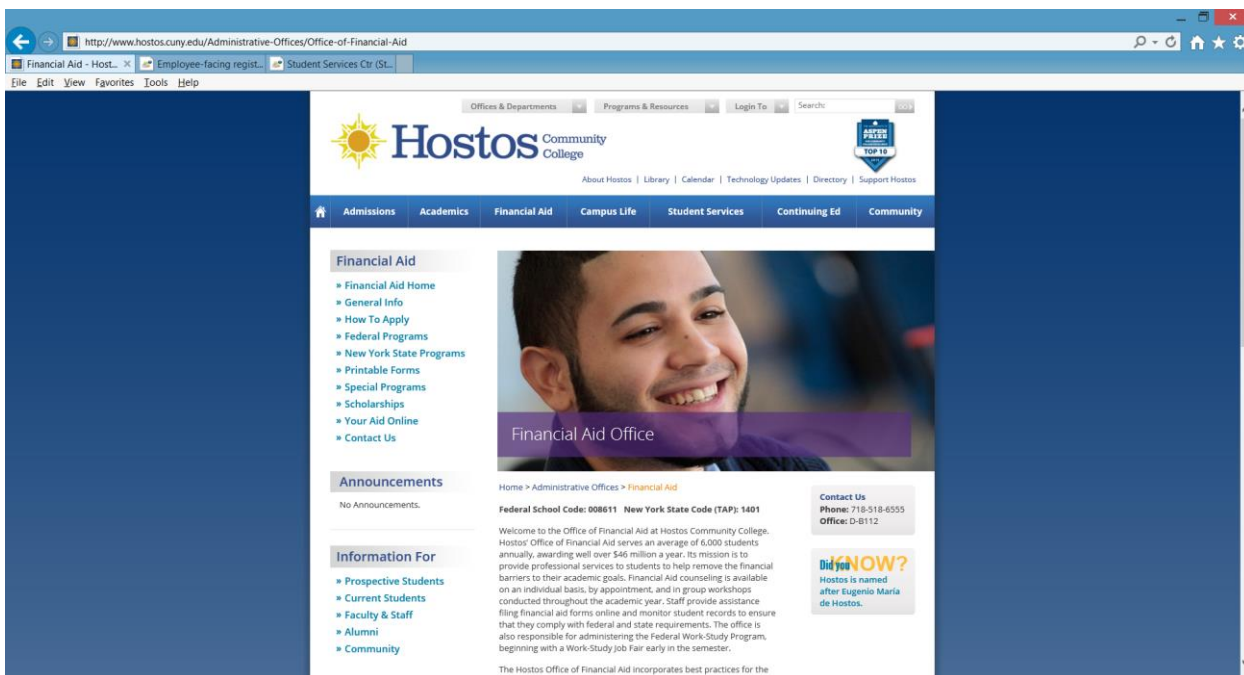 http://www.hostos.cuny.edu/Administrative-Offices/Office-of-Financial-Aid
Financial Aid - Host... Employee-facing regist... Student Services Ctr (St...
File Edit View Favorites Tools Help
Offices & Departments Programs & Resources Login To Search:
Hostos Community College
ASPEN PRIZE
TOP 10
About Hostos | Library | Calendar | Technology Updates | Directory | Support Hostos
Admissions Academics Financial Aid Campus Life Student Services Continuing Ed Community
Financial Aid
» Financial Aid Home
» General Info
» How To Apply
» Federal Programs
» New York State Programs
» Printable Forms
» Special Programs
» Scholarships
» Your Aid Online
» Contact Us
Announcements
No Announcements.
Information For
» Prospective Students
» Current Students
» Faculty & Staff
» Alumni
» Community
Financial Aid Office
Home > Administrative Offices > Financial Aid
Federal School Code: 008611 New York State Code (TAP): 1401
Welcome to the Office of Financial Aid at Hostos Community College.
Hostos' Office of Financial Aid serves an average of 6,000 students
annually, awarding well over $46 million a year. Its mission is to
provide professional services to students to help remove the financial
barriers to their academic goals. Financial Aid counseling is available
on an individual basis, by appointment, and in group workshops
conducted throughout the academic year. Staff provide assistance
filing financial aid forms online and monitor student records to ensure
that they comply with federal and state requirements. The office is
also responsible for administering the Federal Work-Study Program,
beginning with a Work-Study Job Fair early in the semester.
The Hostos Office of Financial Aid incorporates best practices for the
Contact Us
Phone: 718-518-6555
Office: D-B112
Did you KNOW?
Hostos is named
after Eugenio María
de Hostos.